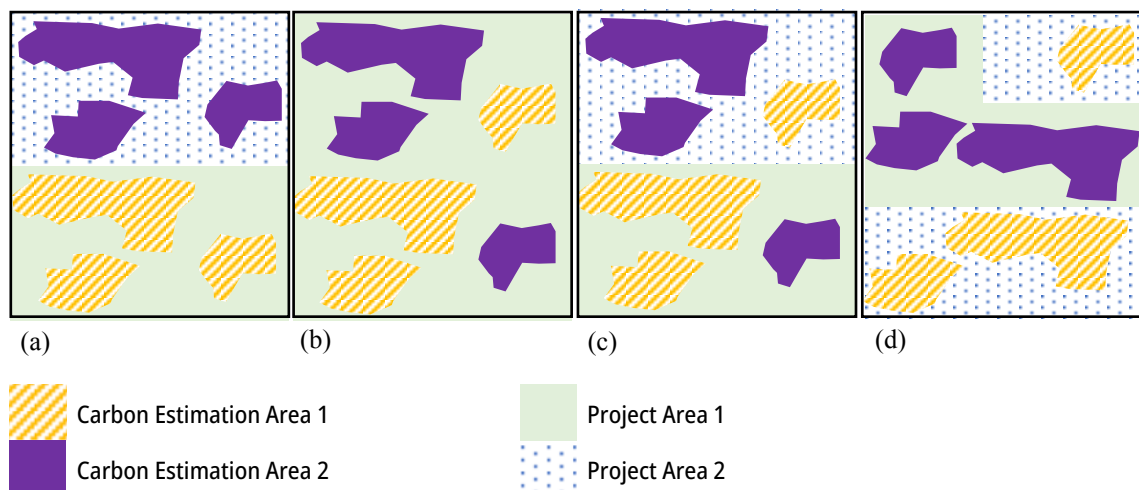 (a) (b) (c) (d)
Carbon Estimation Area 1 Project Area 1
Carbon Estimation Area 2 Project Area 2